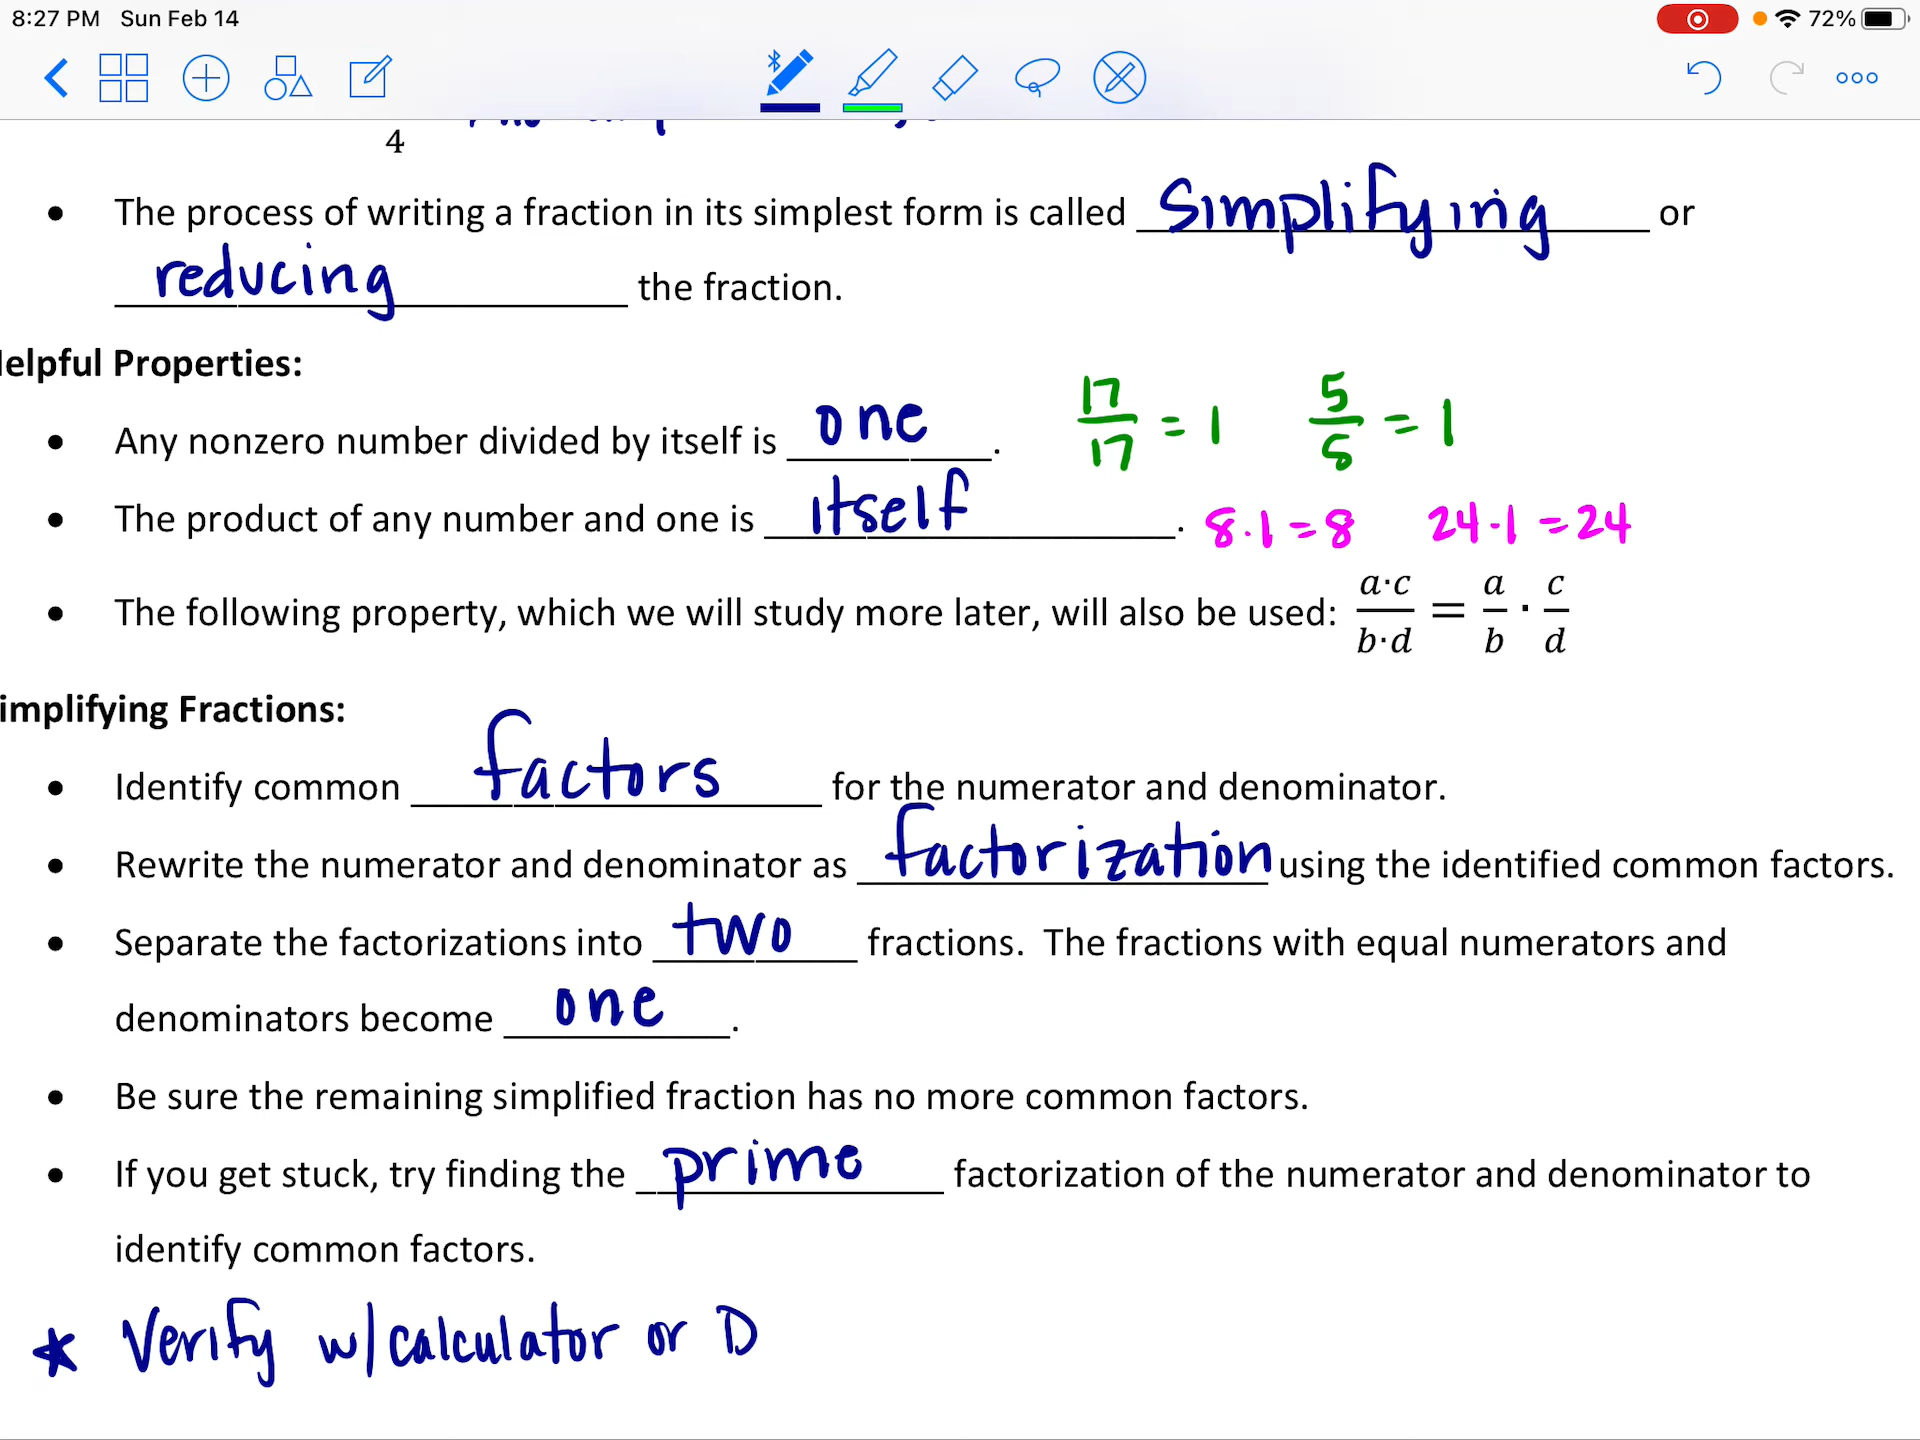 8:27 PM Sun Feb 14 72%
4
• The process of writing a fraction in its simplest form is called simplifying or
reducing the fraction.
elpful Properties:
• Any nonzero number divided by itself is one. 17/17 = 1 5/5 = 1
• The product of any number and one is itself. 8·1=8 24·1=24
• The following property, which we will study more later, will also be used: a·c/b·d = a/b · c/d
implifying Fractions:
• Identify common factors for the numerator and denominator.
• Rewrite the numerator and denominator as factorization using the identified common factors.
• Separate the factorizations into two fractions. The fractions with equal numerators and
denominators become one.
• Be sure the remaining simplified fraction has no more common factors.
• If you get stuck, try finding the prime factorization of the numerator and denominator to
identify common factors.
* Verify w/calculator or D